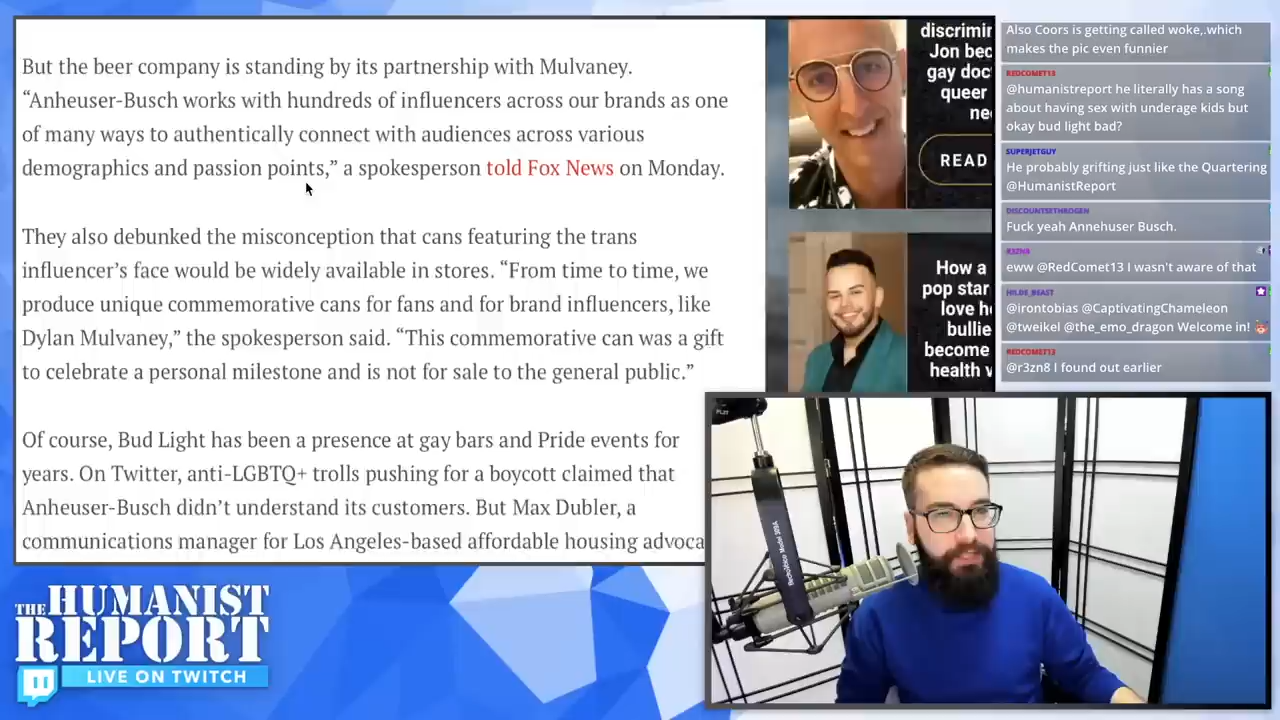 But the beer company is standing by its partnership with Mulvaney.
“Anheuser-Busch works with hundreds of influencers across our brands as one
of many ways to authentically connect with audiences across various
demographics and passion points,” a spokesperson told Fox News on Monday.
They also debunked the misconception that cans featuring the trans
influencer’s face would be widely available in stores. “From time to time, we
produce unique commemorative cans for fans and for brand influencers, like
Dylan Mulvaney,” the spokesperson said. “This commemorative can was a gift
to celebrate a personal milestone and is not for sale to the general public.”
Of course, Bud Light has been a presence at gay bars and Pride events for
years. On Twitter, anti-LGBTQ+ trolls pushing for a boycott claimed that
Anheuser-Busch didn’t understand its customers. But Max Dubler, a
communications manager for Los Angeles-based affordable housing advoca
discrimin
Jon bec
gay doc
queer
ne
READ
How a
pop star
love h
bullie
become
health v
Also Coors is getting called woke,.which
makes the pic even funnier
REDCOMET13
@humanistreport he literally has a song
about having sex with underage kids but
okay bud light bad?
SUPERJETGUY
He probably grifting just like the Quartering
@HumanistReport
DISCOUNTSETHROGEN
Fuck yeah Annehuser Busch.
R3ZN8
eww @RedComet13 I wasn't aware of that
HILDE_BEAST
@irontobias @CaptivatingChameleon
@tweikel @the_emo_dragon Welcome in!
REDCOMET13
@r3zn8 I found out earlier
THE
HUMANIST
REPORT
LIVE ON TWITCH